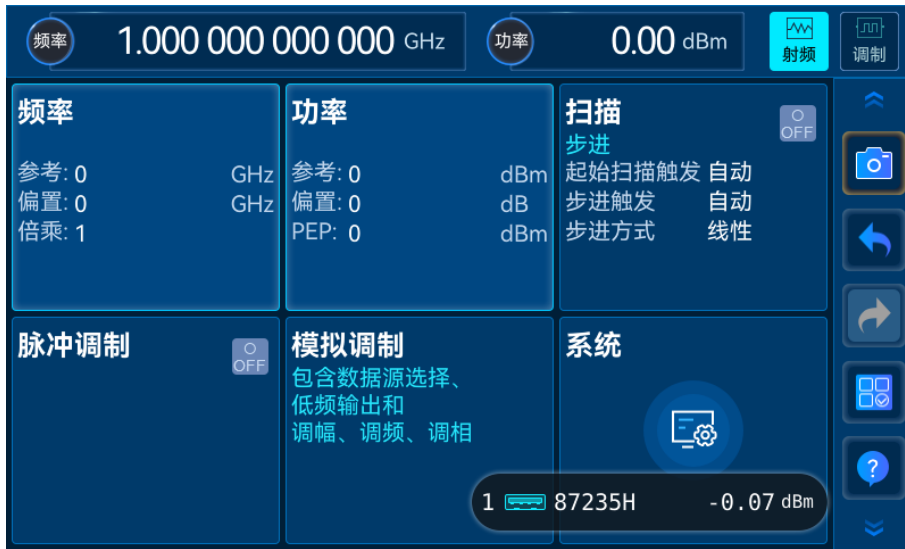 频率 1.000 000 000 000 GHz 功率 0.00 dBm 射频 调制
频率
参考: 0 GHz
偏置: 0 GHz
倍乘: 1
功率
参考: 0 dBm
偏置: 0 dB
PEP: 0 dBm
扫描
OFF
步进
起始扫描触发 自动
步进触发 自动
步进方式 线性
脉冲调制
OFF
模拟调制
包含数据源选择、
低频输出和
调幅、调频、调相
系统
1 87235H -0.07 dBm
?